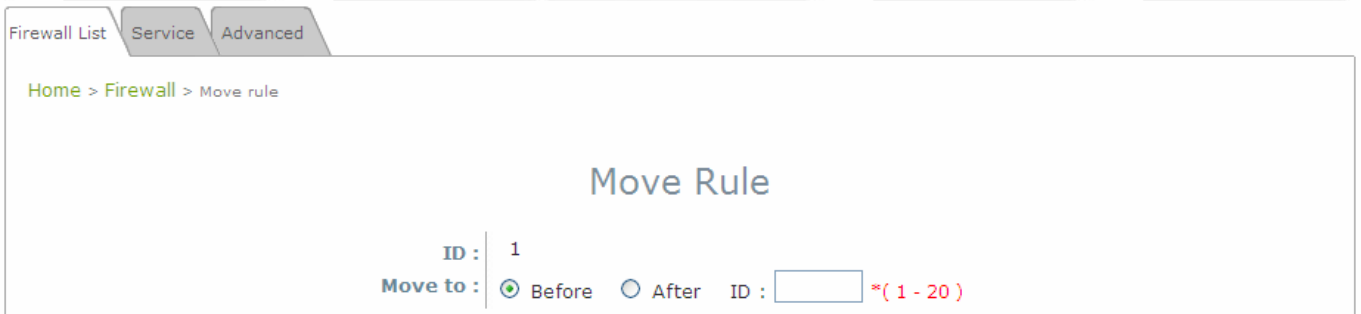 Firewall List Service Advanced
Home > Firewall > Move rule
Move Rule
ID : 1
Move to : Before After ID : *( 1 - 20 )